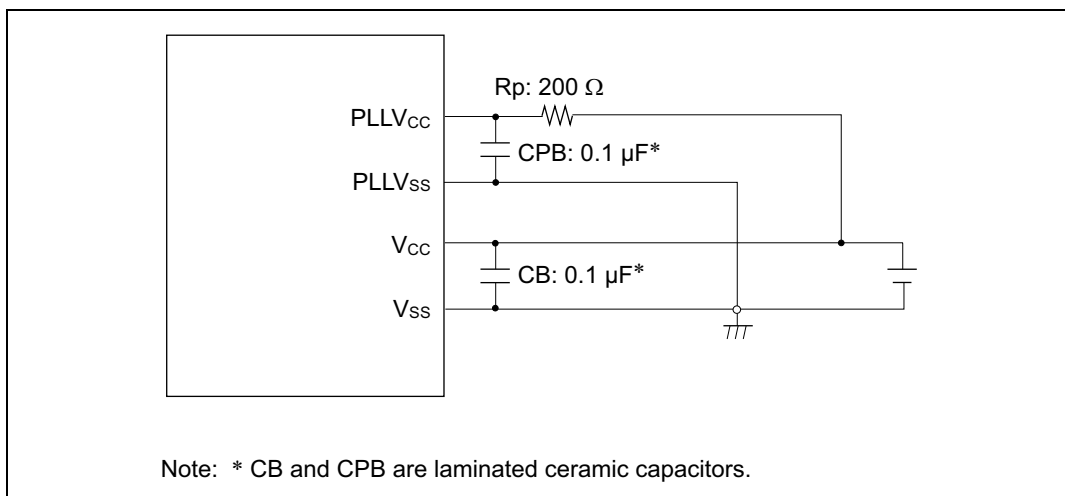 Rp: 200 Ω
PLLVCC
CPB: 0.1 µF*
PLLVSS
VCC
CB: 0.1 µF*
VSS
Note: * CB and CPB are laminated ceramic capacitors.